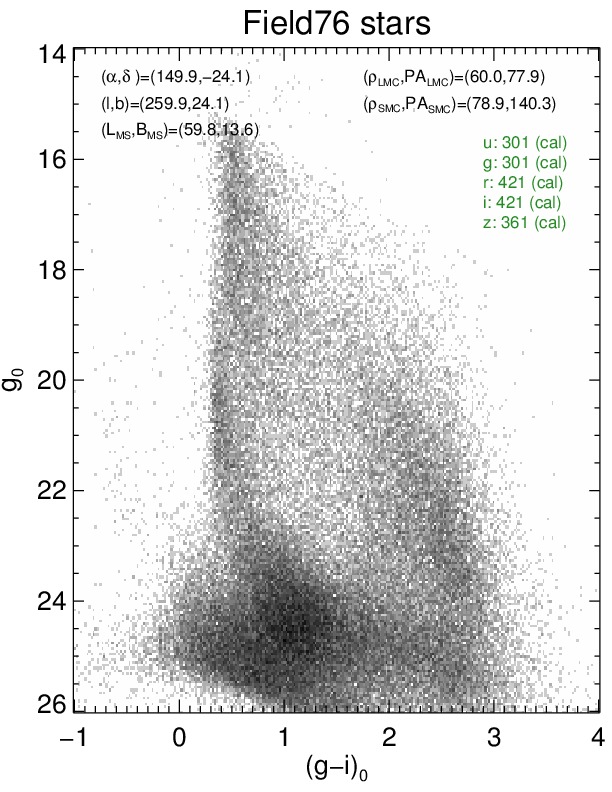 Field76 stars
(α,δ )=(149.9,−24.1)
(l,b)=(259.9,24.1)
(LMS,BMS)=(59.8,13.6)
(ρLMC,PALMC)=(60.0,77.9)
(ρSMC,PASMC)=(78.9,140.3)
u: 301 (cal)
g: 301 (cal)
r: 421 (cal)
i: 421 (cal)
z: 361 (cal)
14
16
18
20
22
24
26
g0
−1 0 1 2 3 4
(g−i)0